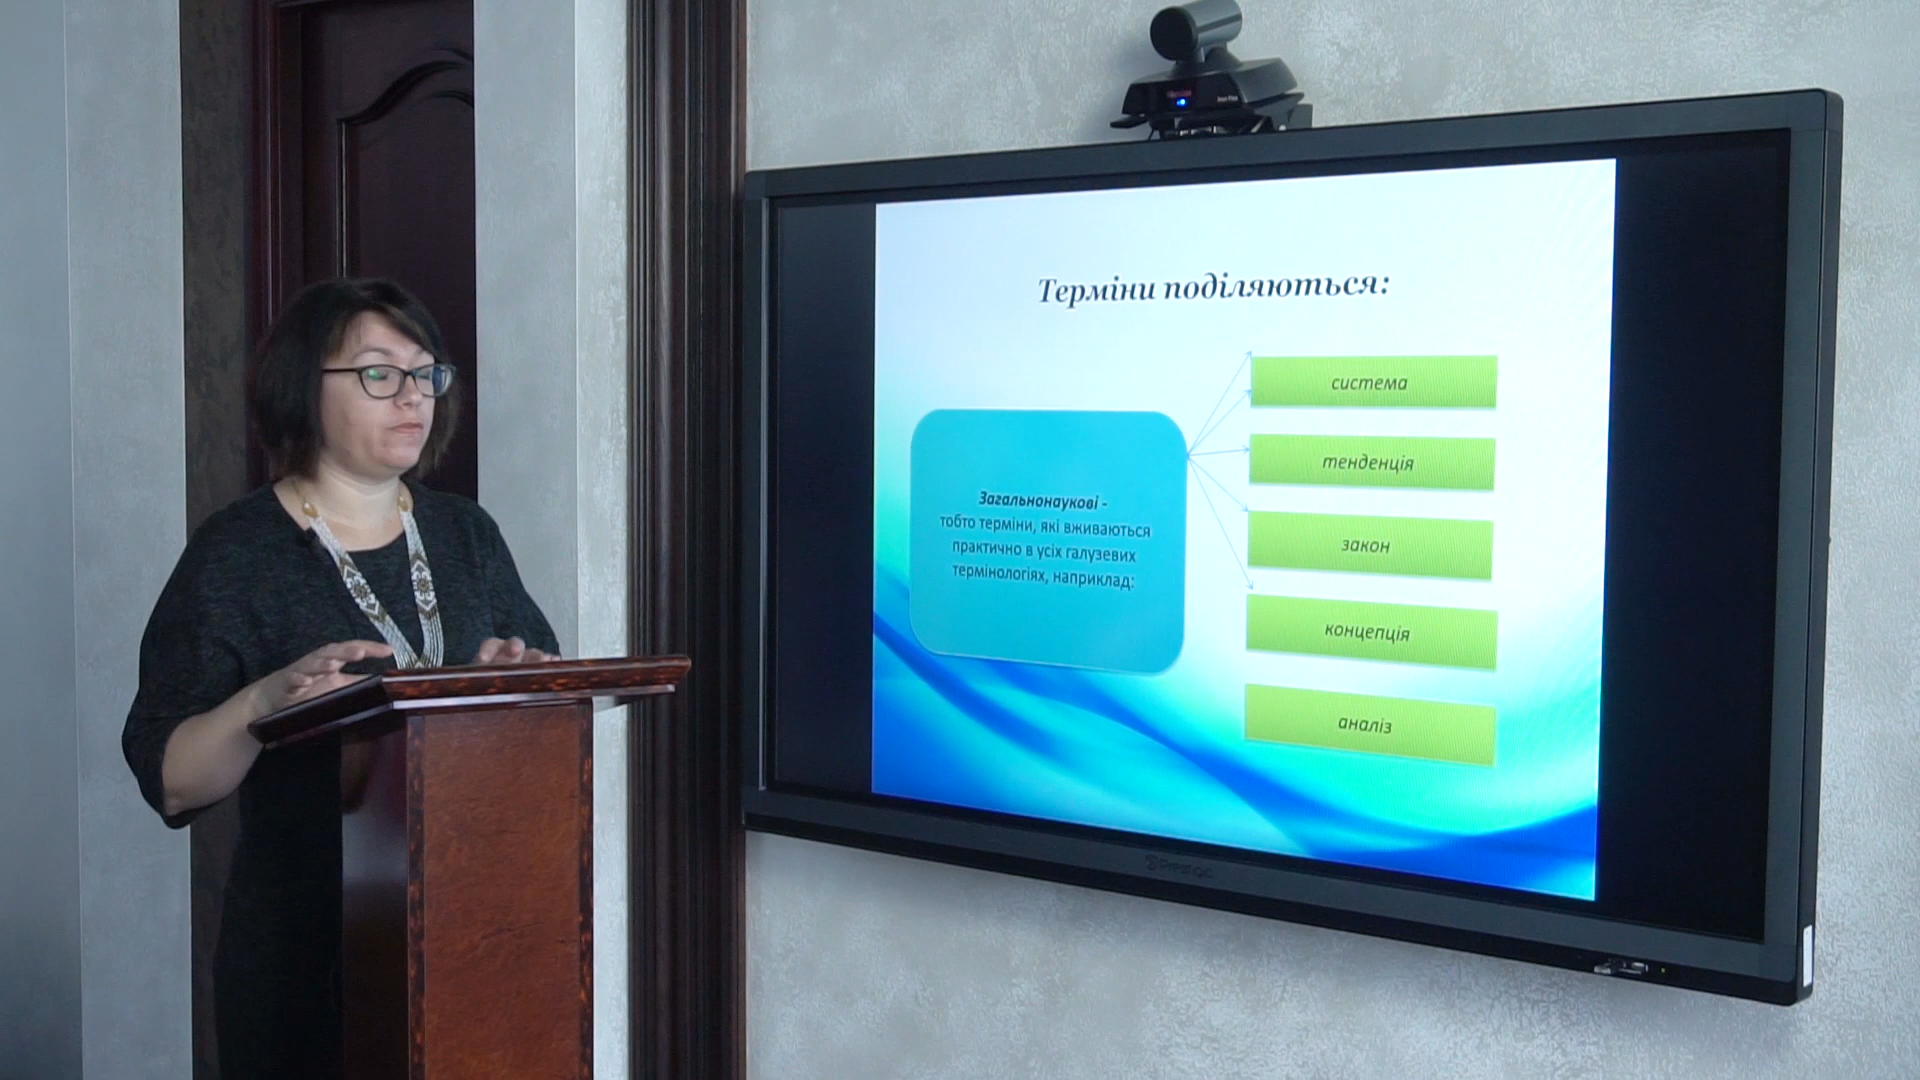 Терміни поділяються:
Загальнонаукові -
тобто терміни, які вживаються
практично в усіх галузевих
термінологіях, наприклад:
система
тенденція
закон
концепція
аналіз